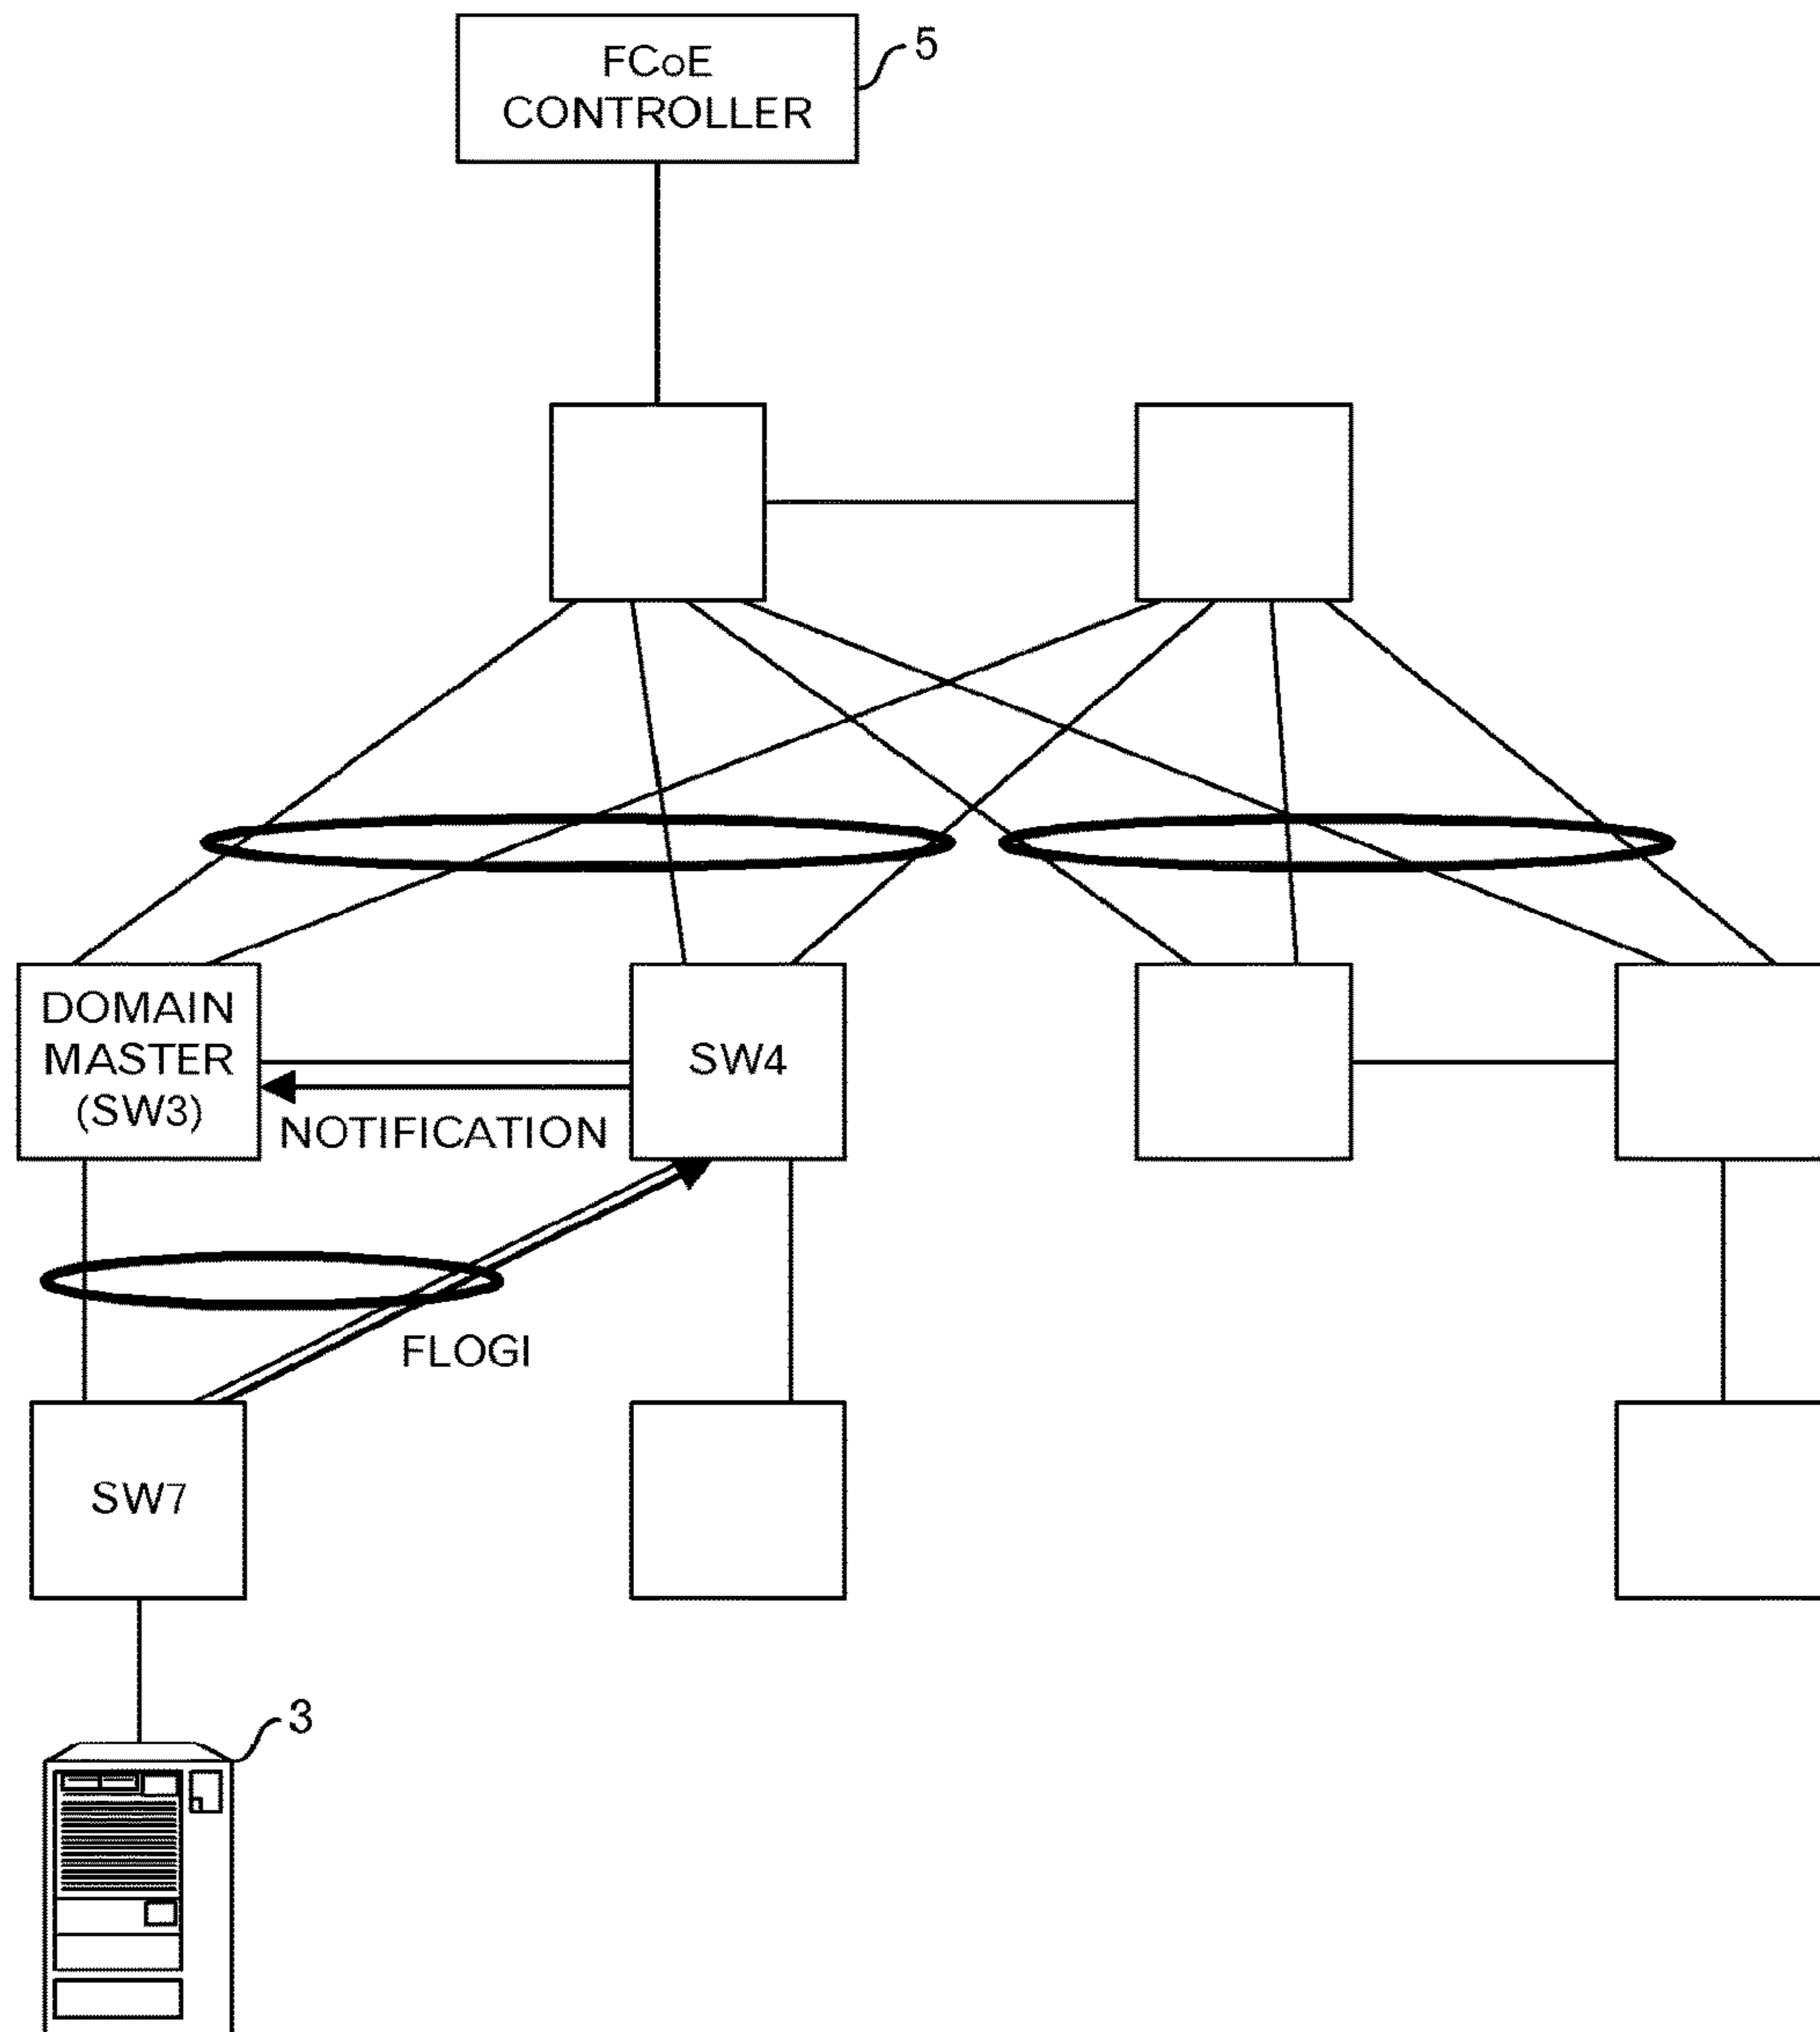 FCoE
CONTROLLER
5
DOMAIN
MASTER
(SW3)
SW4
NOTIFICATION
FLOGI
SW7
3